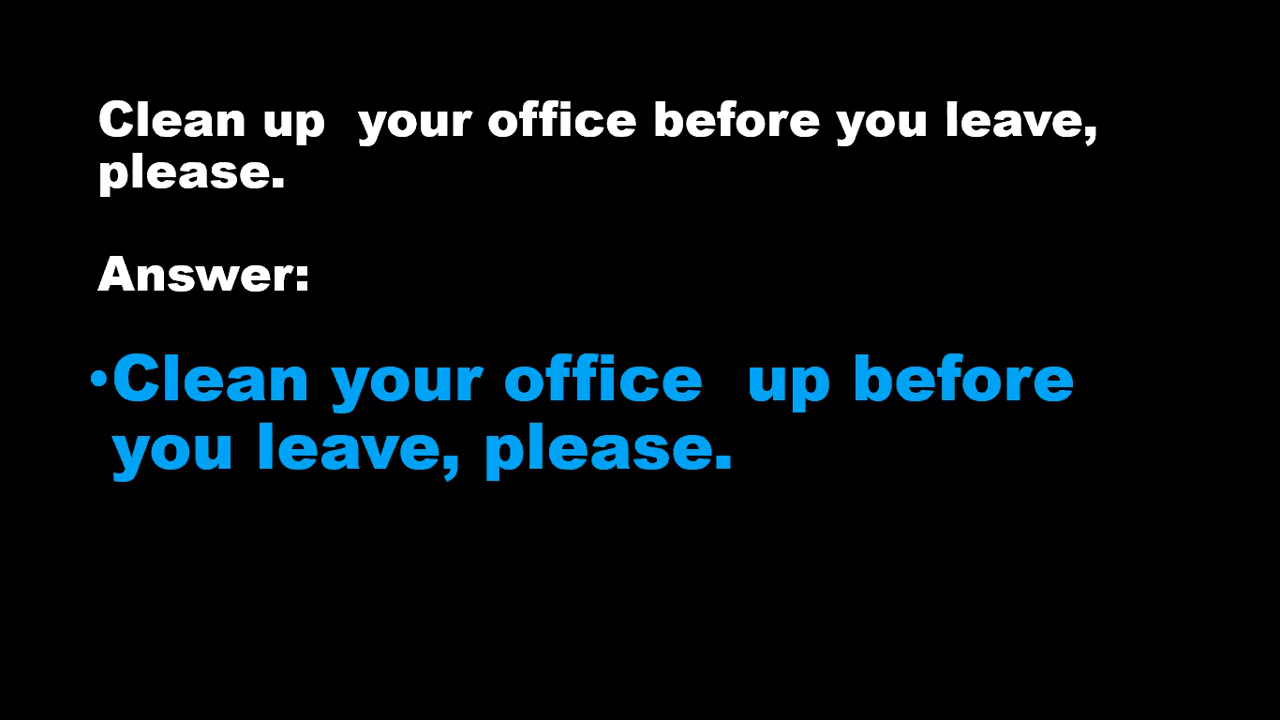 Clean up  your office before you leave,
please.
Answer:
•Clean your office  up before
you leave, please.